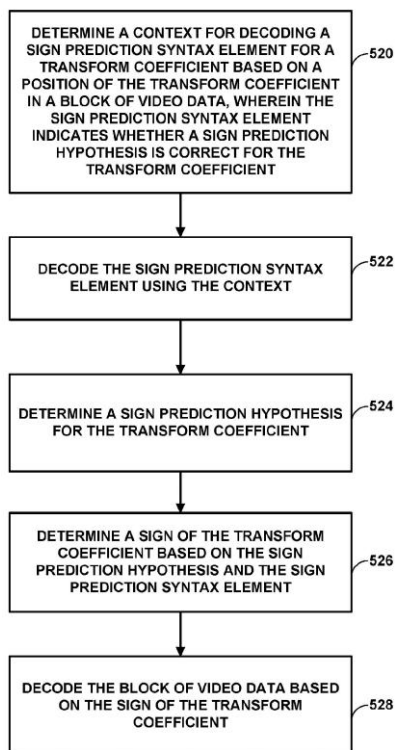 DETERMINE A CONTEXT FOR DECODING A
SIGN PREDICTION SYNTAX ELEMENT FOR
A TRANSFORM COEFFICIENT BASED ON A
POSITION OF THE TRANSFORM COEFFICIENT
IN A BLOCK OF VIDEO DATA, WHEREIN THE
SIGN PREDICTION SYNTAX ELEMENT
INDICATES WHETHER A SIGN PREDICTION
HYPOTHESIS IS CORRECT FOR THE
TRANSFORM COEFFICIENT
520
DECODE THE SIGN PREDICTION SYNTAX
ELEMENT USING THE CONTEXT
522
DETERMINE A SIGN PREDICTION HYPOTHESIS
FOR THE TRANSFORM COEFFICIENT
524
DETERMINE A SIGN OF THE TRANSFORM
COEFFICIENT BASED ON THE SIGN
PREDICTION HYPOTHESIS AND THE SIGN
PREDICTION SYNTAX ELEMENT
526
DECODE THE BLOCK OF VIDEO DATA BASED
ON THE SIGN OF THE TRANSFORM
COEFFICIENT
528